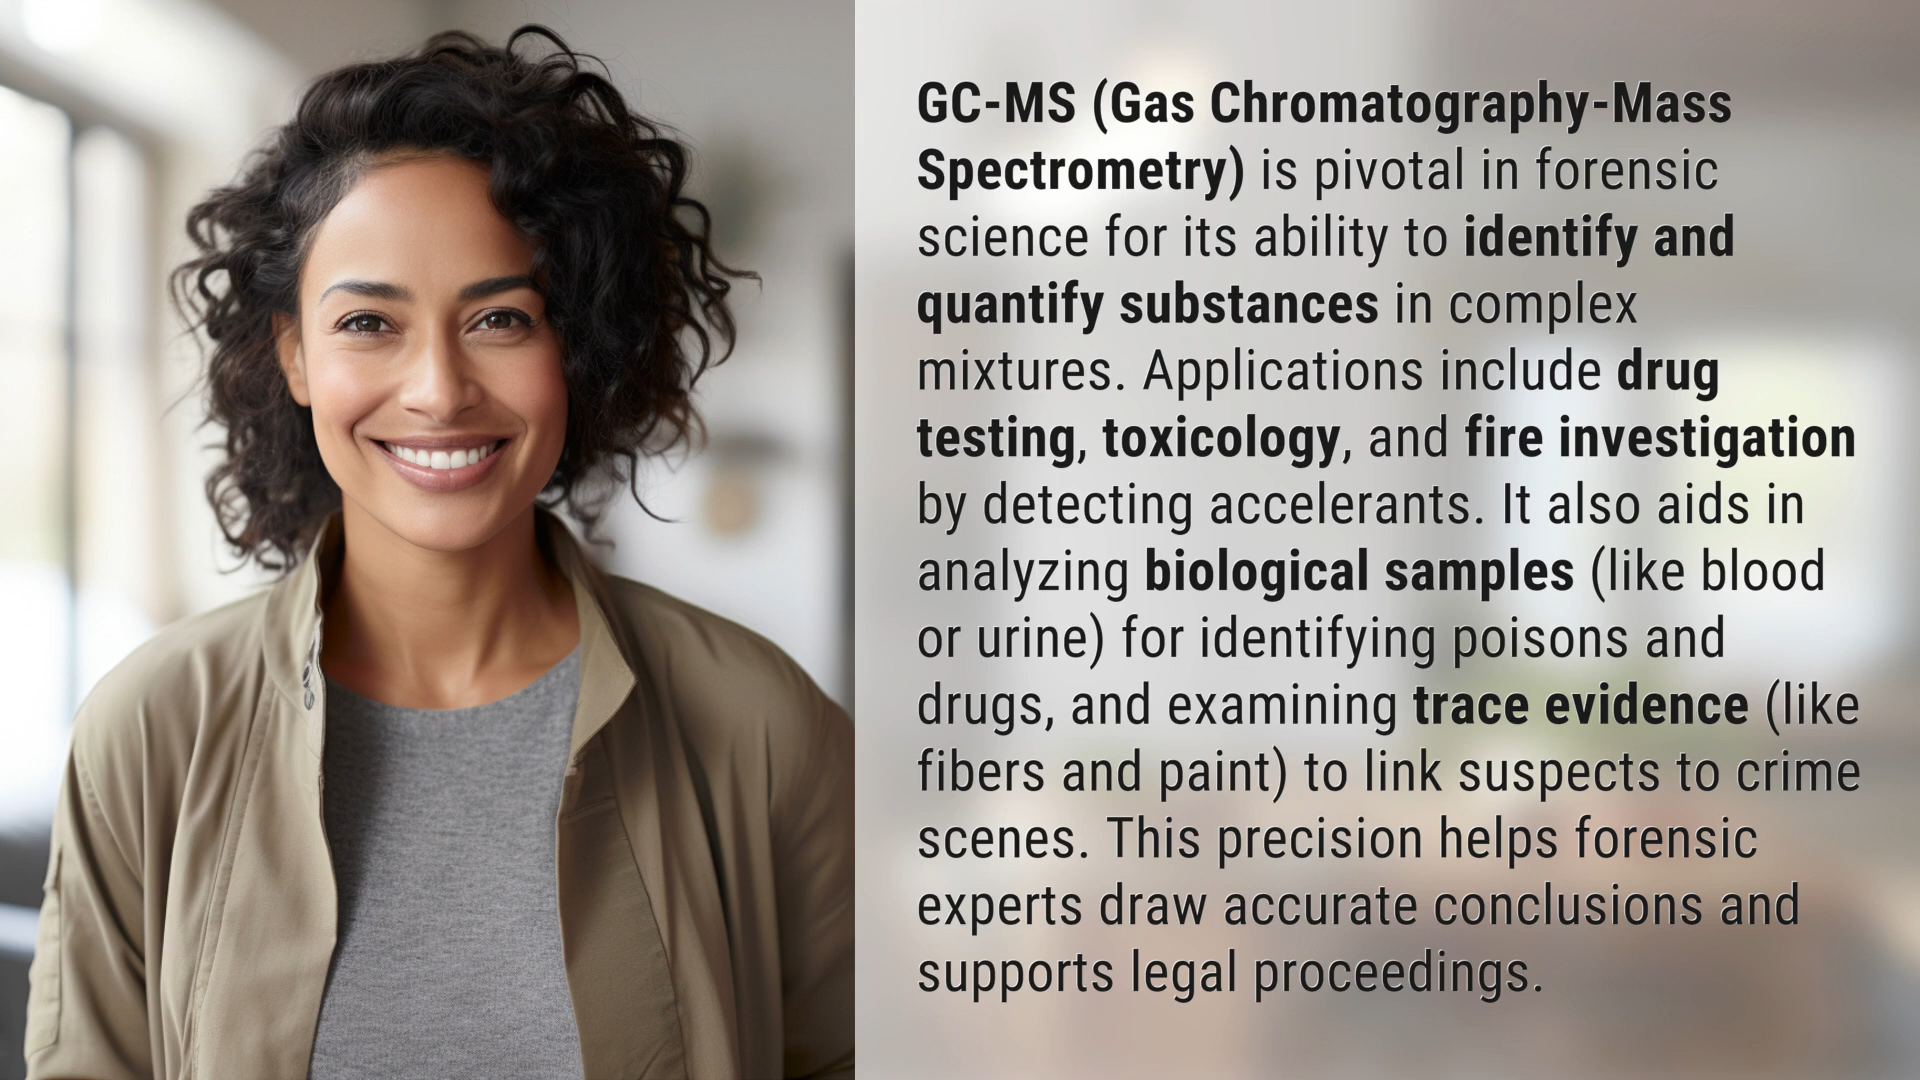 GC-MS (Gas Chromatography-Mass
Spectrometry) is pivotal in forensic
science for its ability to identify and
quantify substances in complex
mixtures. Applications include drug
testing, toxicology, and fire investigation
by detecting accelerants. It also aids in
analyzing biological samples (like blood
or urine) for identifying poisons and
drugs, and examining trace evidence (like
fibers and paint) to link suspects to crime
scenes. This precision helps forensic
experts draw accurate conclusions and
supports legal proceedings.